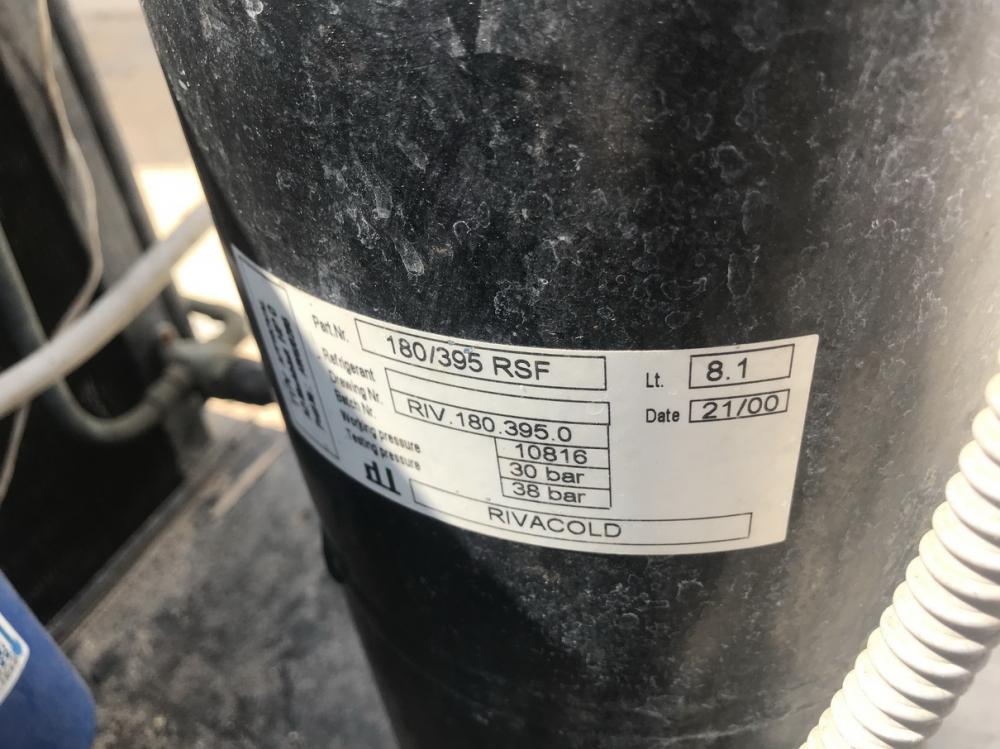 Part.Nr. 180/395 RSF
Refrigerant
Drawing Nr. RIV.180.395.0
Batch Nr. 10816
Working pressure 30 bar
Testing pressure 38 bar
RIVACOLD
Lt. 8.1
Date 21/00